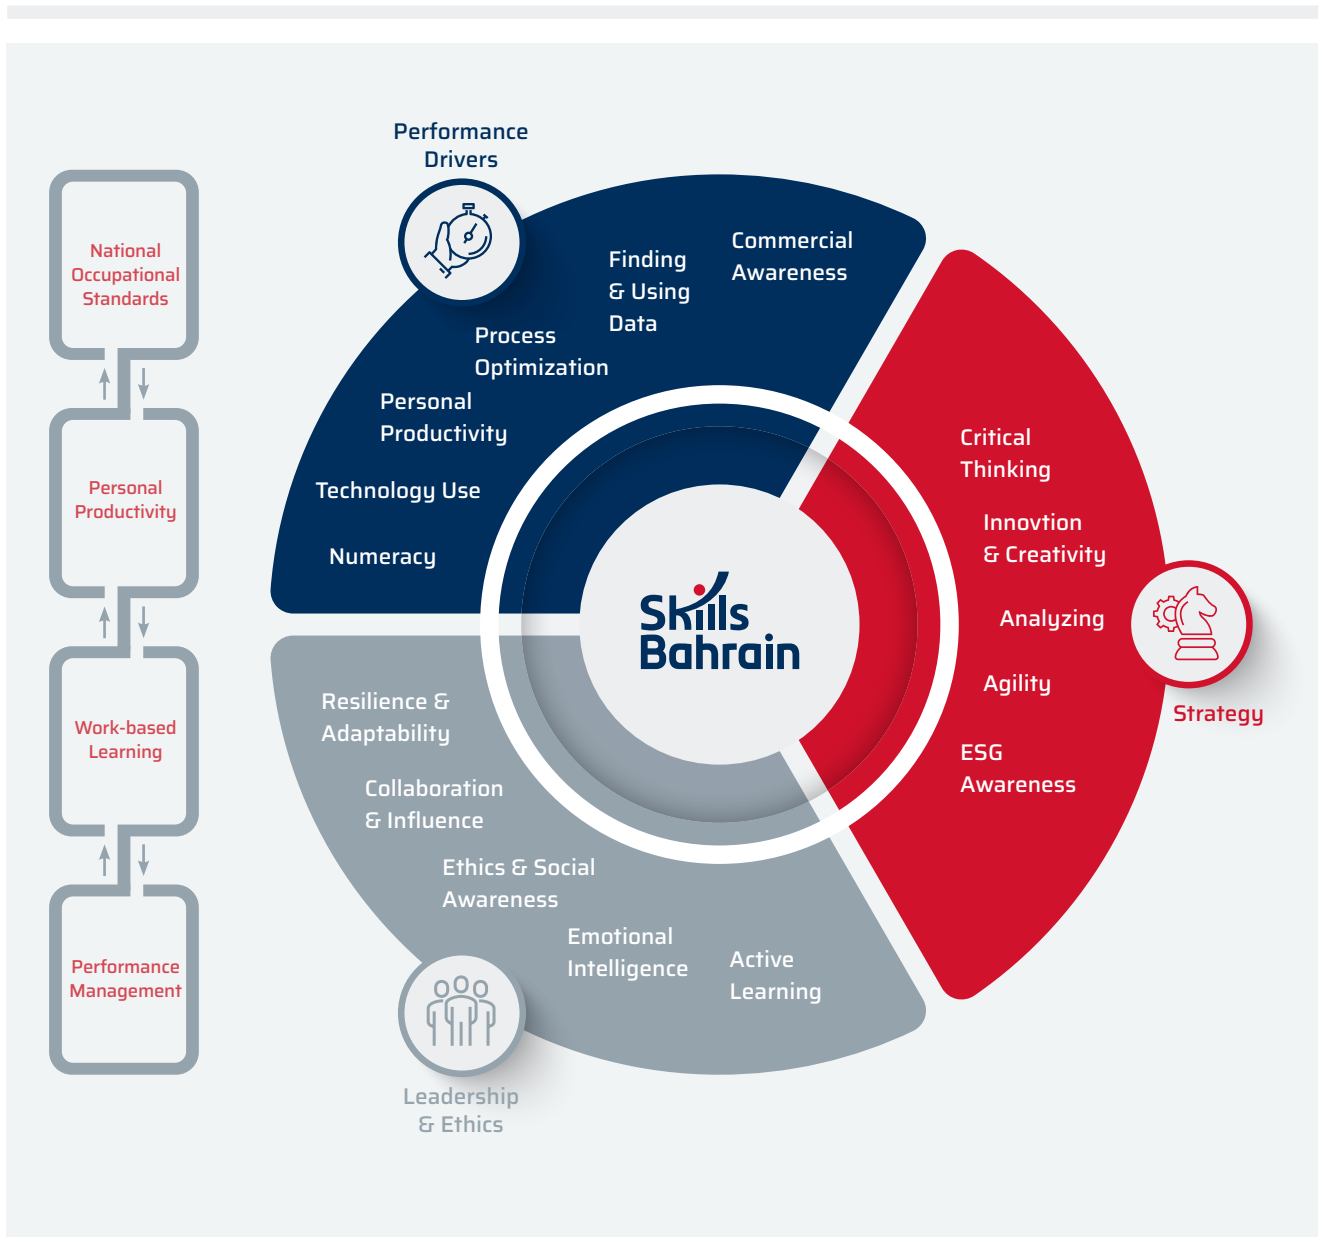 National
Occupational
Standards
Personal
Productivity
Work-based
Learning
Performance
Management
Performance
Drivers
Commercial
Awareness
Finding
& Using
Data
Process
Optimization
Personal
Productivity
Technology Use
Numeracy
Critical
Thinking
Innovtion
& Creativity
Analyzing
Agility
ESG
Awareness
Strategy
Skills
Bahrain
Resilience &
Adaptability
Collaboration
& Influence
Ethics & Social
Awareness
Emotional
Intelligence
Active
Learning
Leadership
& Ethics